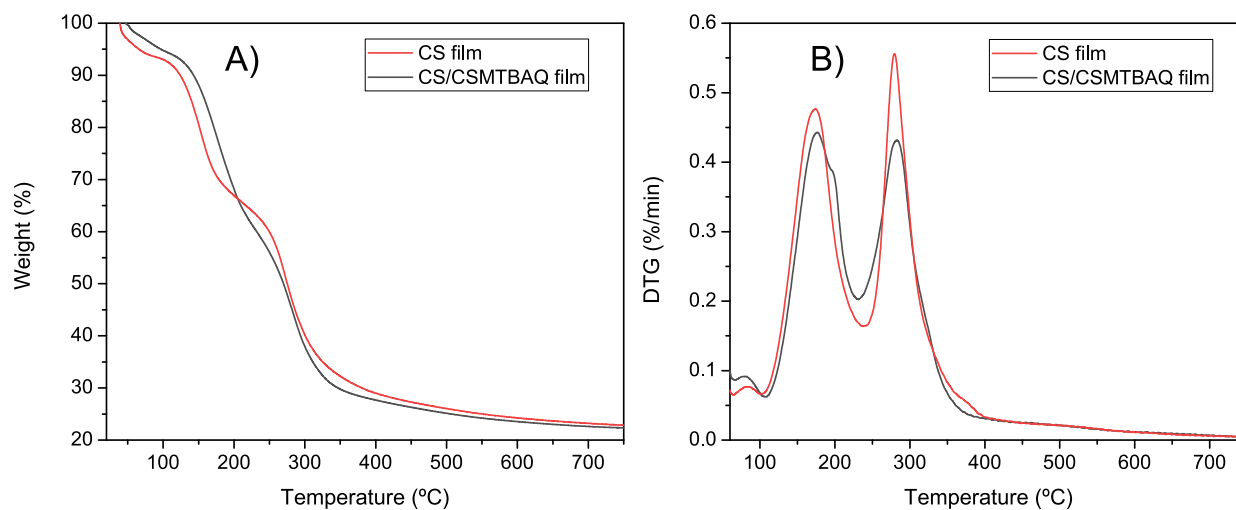 A)
CS film
CS/CSMTBAQ film
Weight (%)
100
90
80
70
60
50
40
30
20
100 200 300 400 500 600 700
Temperature (ºC)
B)
CS film
CS/CSMTBAQ film
DTG (%/min)
0.6
0.5
0.4
0.3
0.2
0.1
0.0
100 200 300 400 500 600 700
Temperature (ºC)